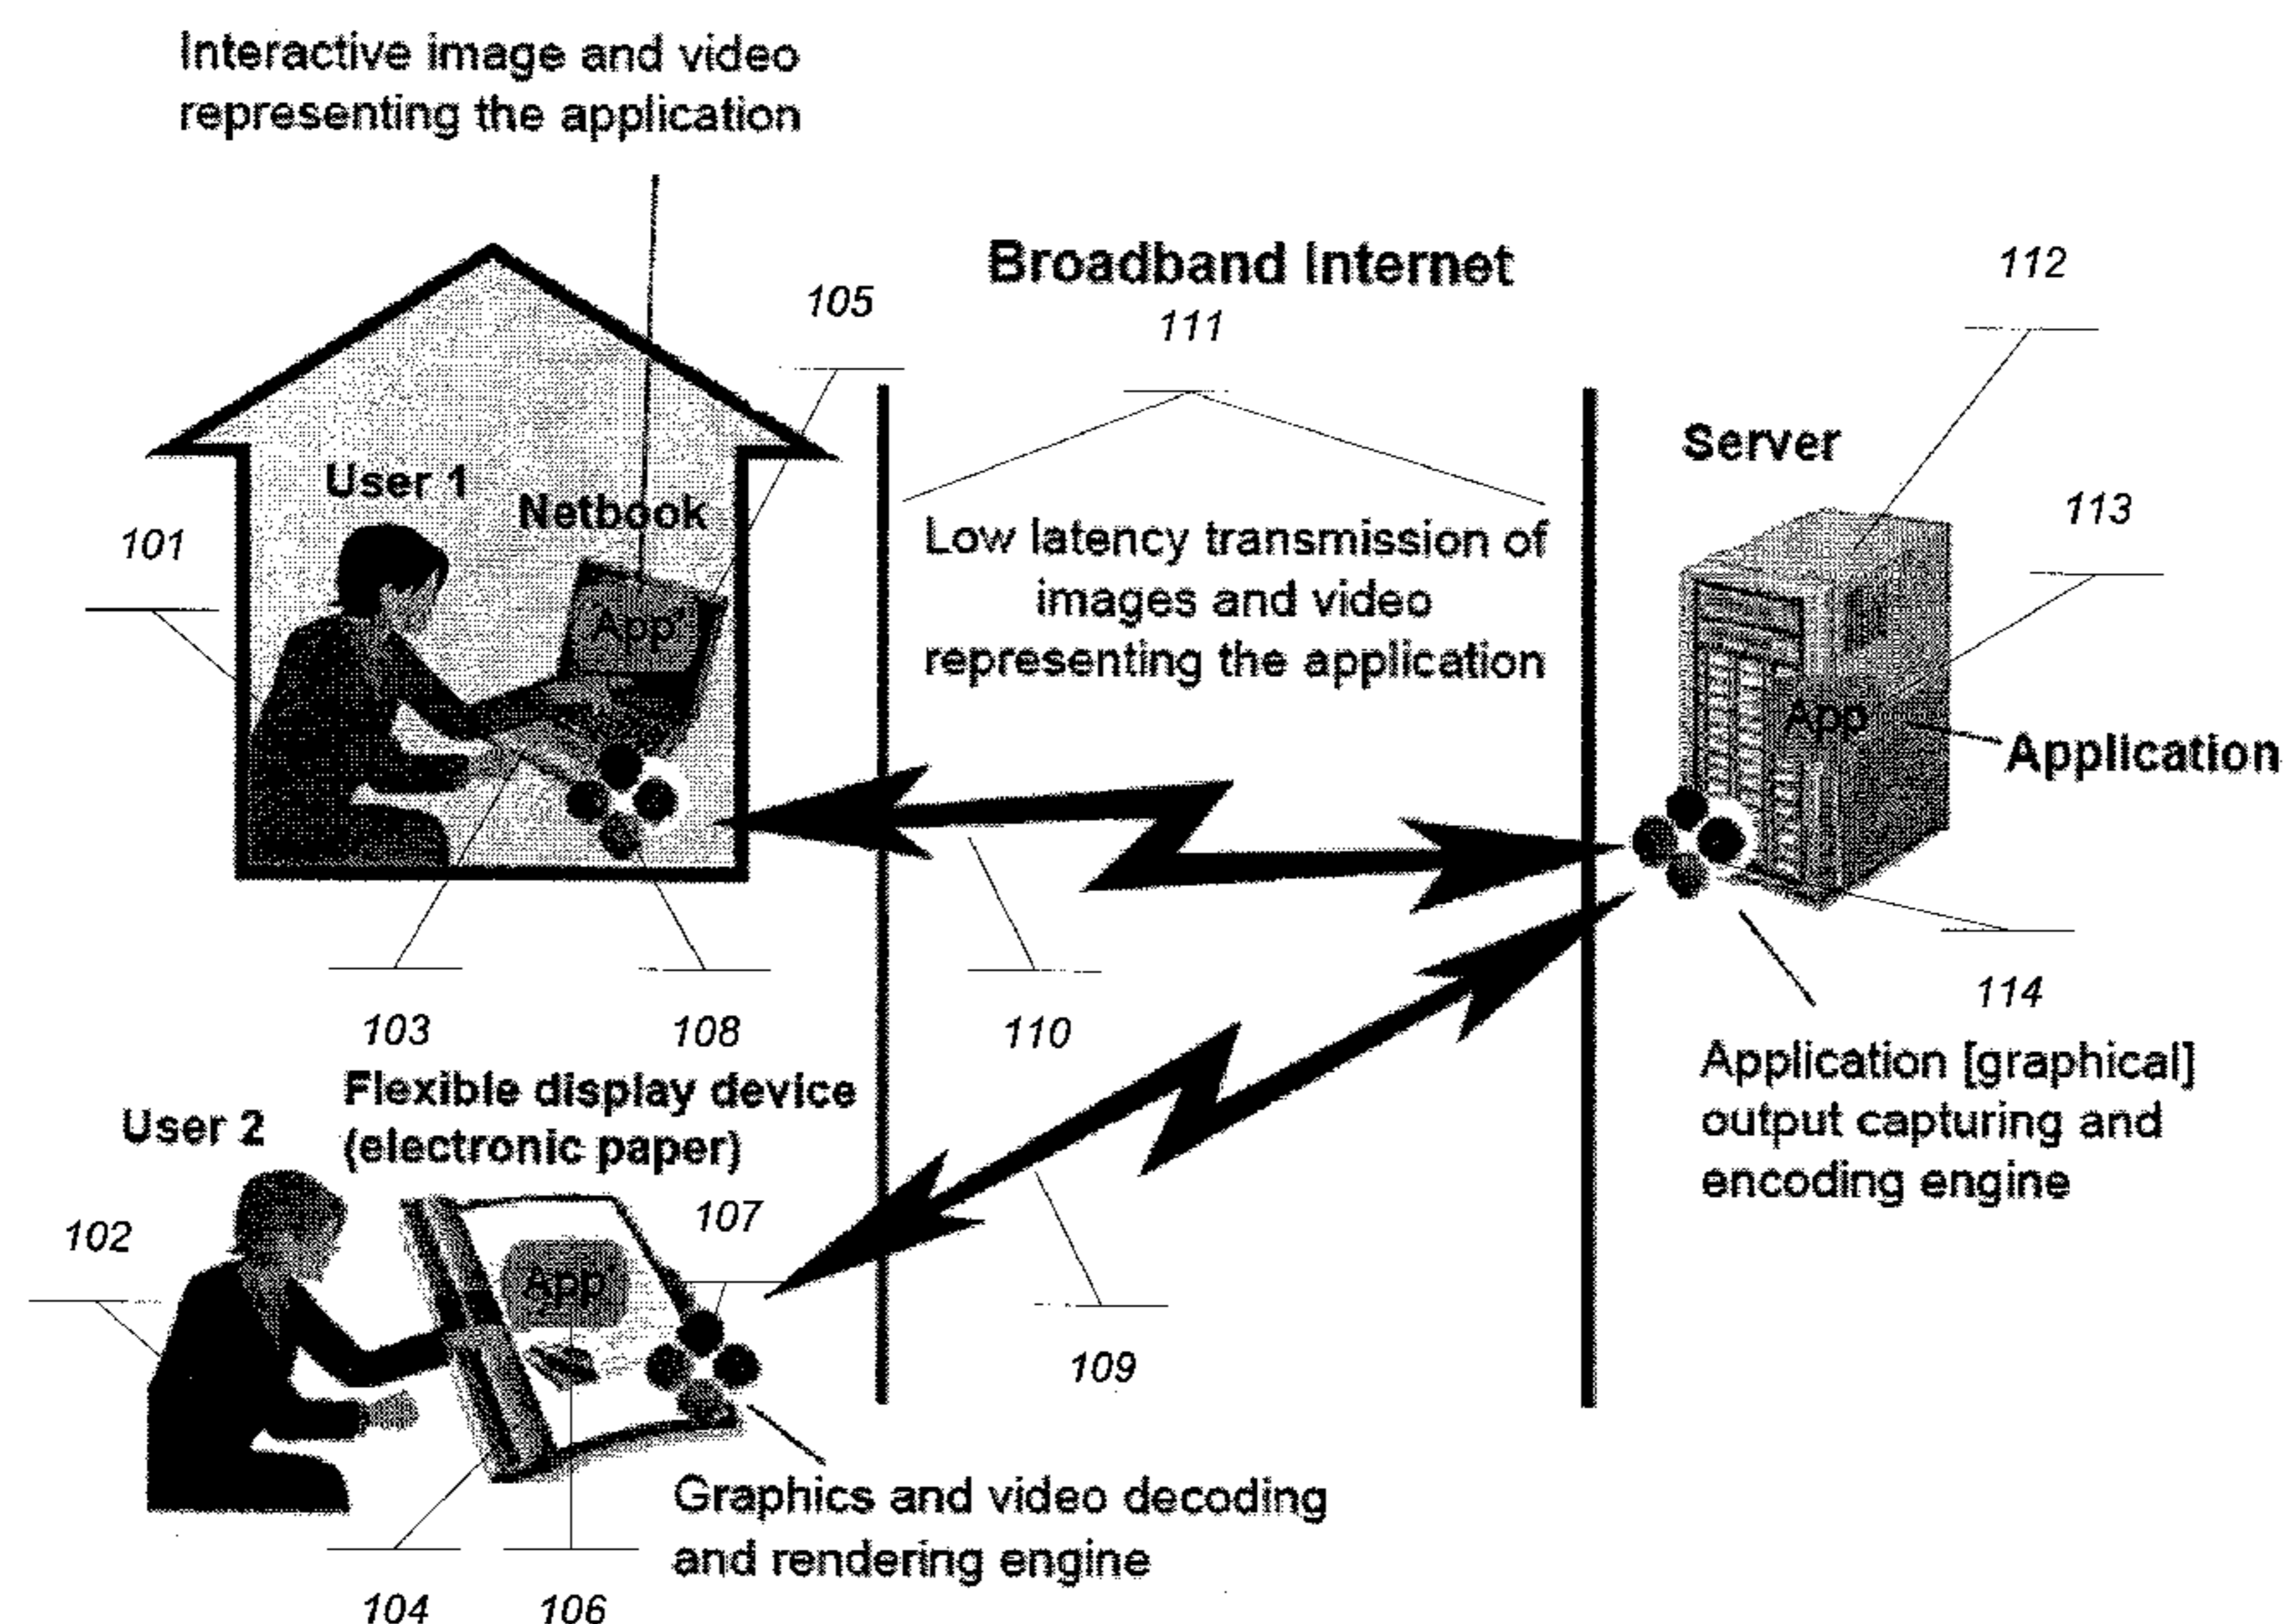 Interactive image and video
representing the application
Broadband Internet
105
111
112
Server
User 1
Netbook
101
113
Low latency transmission of
images and video
representing the application
App'
App
Application
103
108
110
114
Application [graphical]
output capturing and
encoding engine
Flexible display device
(electronic paper)
User 2
107
102
App'
109
Graphics and video decoding
and rendering engine
104
106